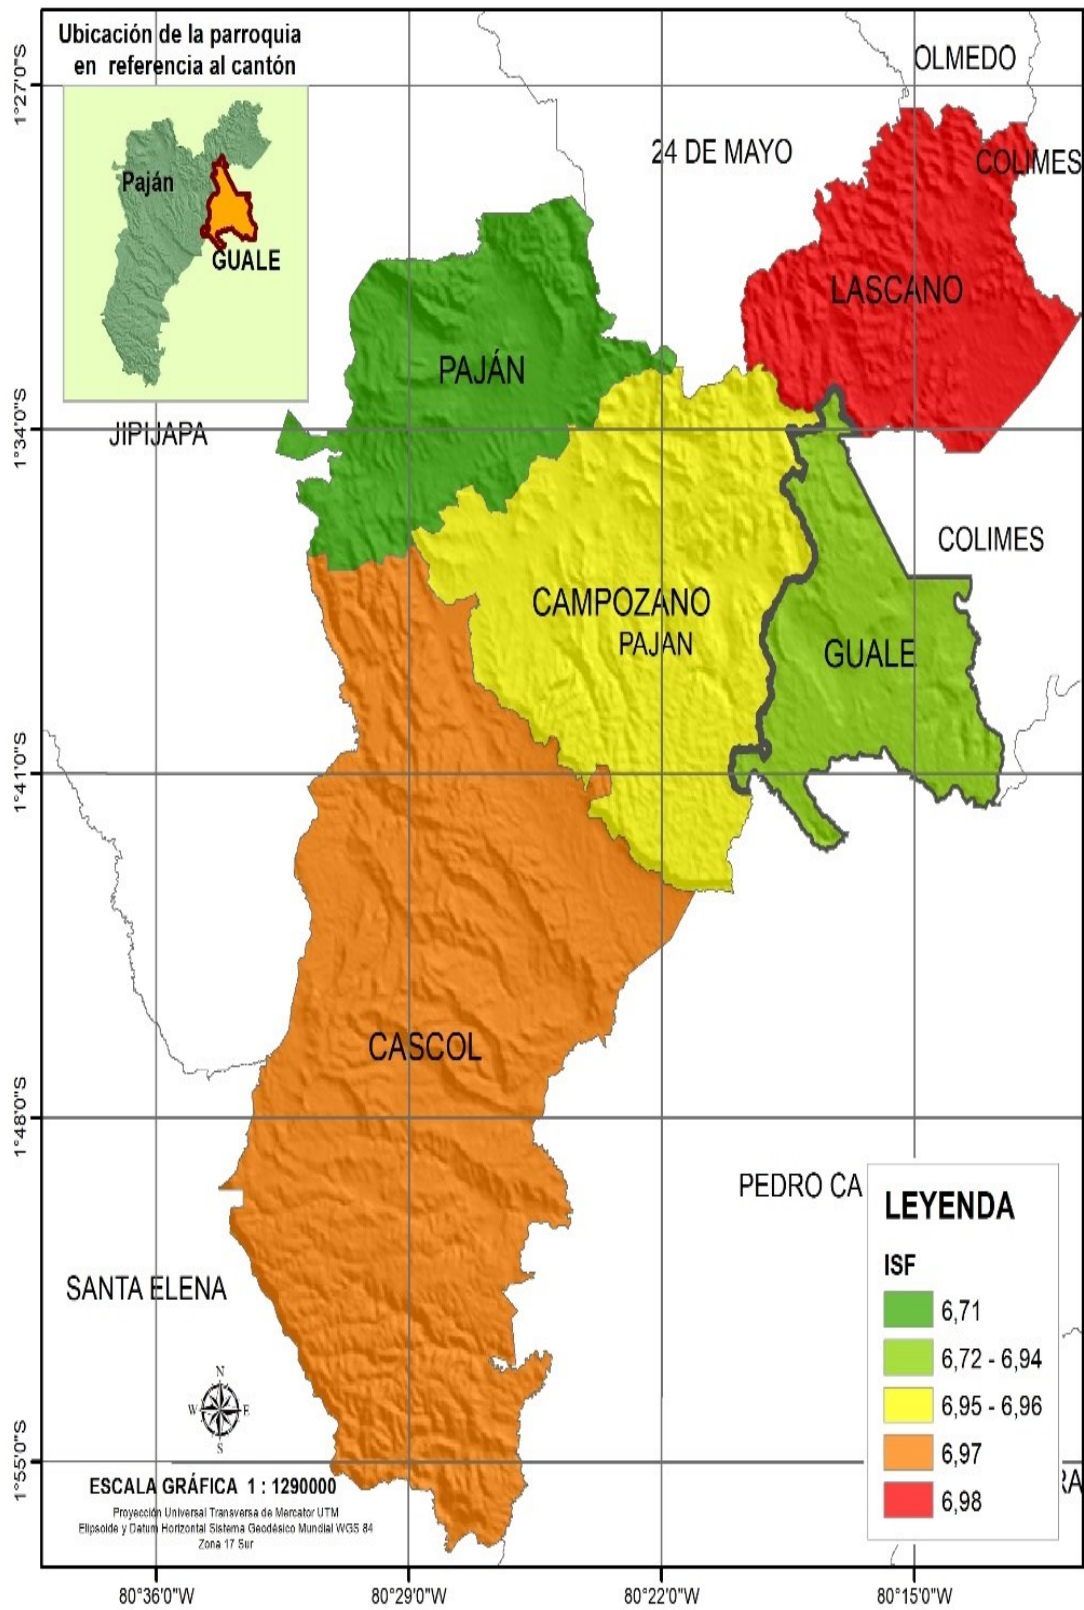 Ubicación de la parroquia
en referencia al cantón
Paján
GUALE
OLMEDO
24 DE MAYO
COLIMES
LASCANO
PAJÁN
JIPIJAPA
COLIMES
CAMPOZANO
PAJAN
GUALE
CASCOL
PEDRO CA
SANTA ELENA
RA
LEYENDA
ISF
6,71
6,72 - 6,94
6,95 - 6,96
6,97
6,98
N
W E
S
ESCALA GRÁFICA 1 : 1290000
Proyección Universal Transversa de Mercator UTM
Elipsoide y Datum Horizontal Sistema Geodésico Mundial WGS 84
Zona 17 Sur
1°27'0"S
1°34'0"S
1°41'0"S
1°48'0"S
1°55'0"S
80°36'0"W
80°29'0"W
80°22'0"W
80°15'0"W